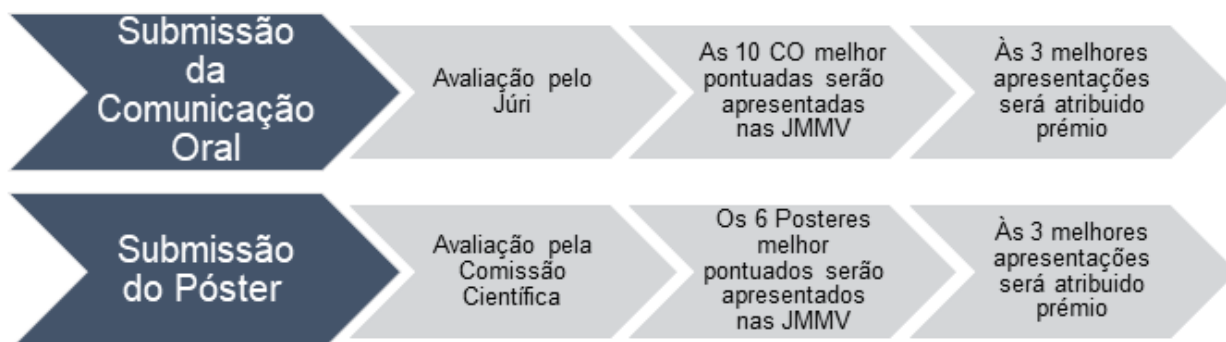 Submissão
da
Comunicação
Oral
Avaliação pelo
Júri
As 10 CO melhor
pontuadas serão
apresentadas
nas JMMV
Às 3 melhores
apresentações
será atribuido
prémio
Submissão
do Póster
Avaliação pela
Comissão
Científica
Os 6 Posteres
melhor
pontuados serão
apresentados
nas JMMV
Às 3 melhores
apresentações
será atribuido
prémio